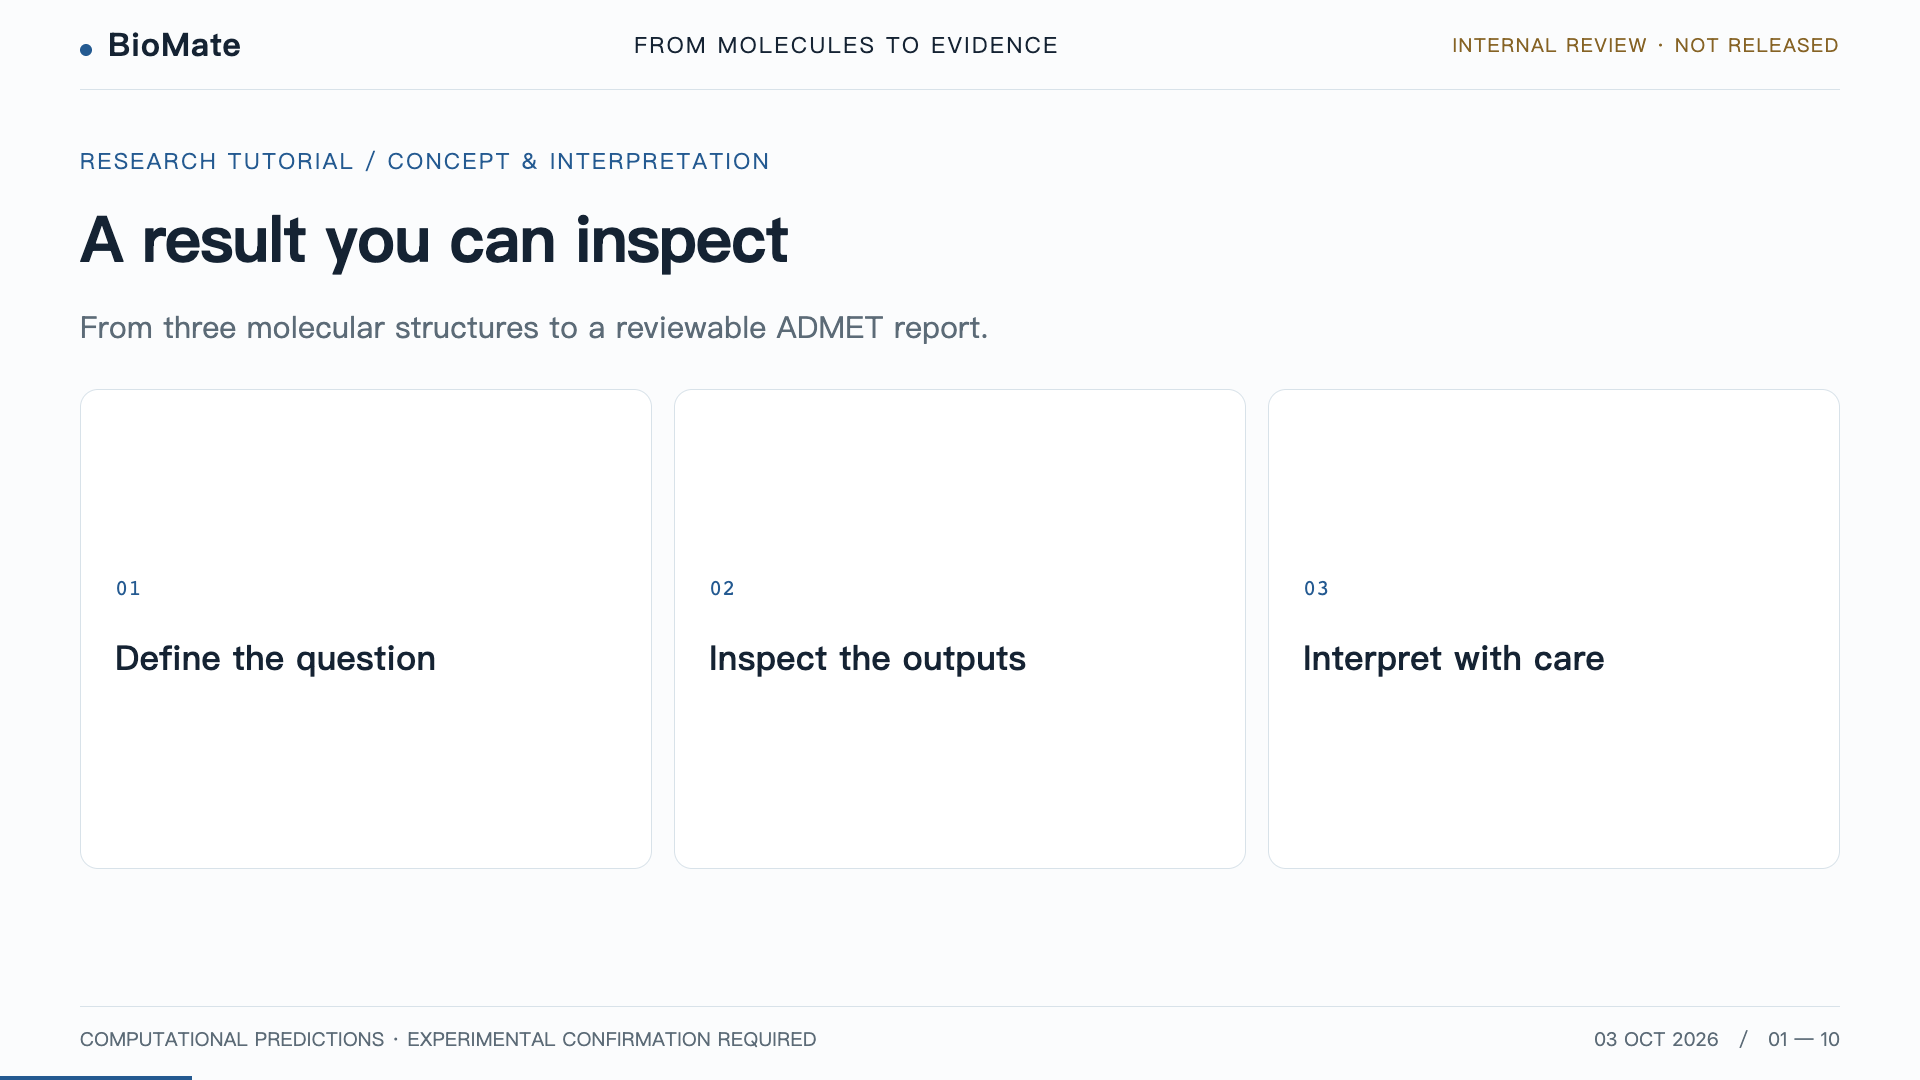 BioMate
FROM MOLECULES TO EVIDENCE
INTERNAL REVIEW · NOT RELEASED
RESEARCH TUTORIAL / CONCEPT & INTERPRETATION
A result you can inspect
From three molecular structures to a reviewable ADMET report.
01
Define the question
02
Inspect the outputs
03
Interpret with care
COMPUTATIONAL PREDICTIONS · EXPERIMENTAL CONFIRMATION REQUIRED
03 OCT 2026 / 01 — 10